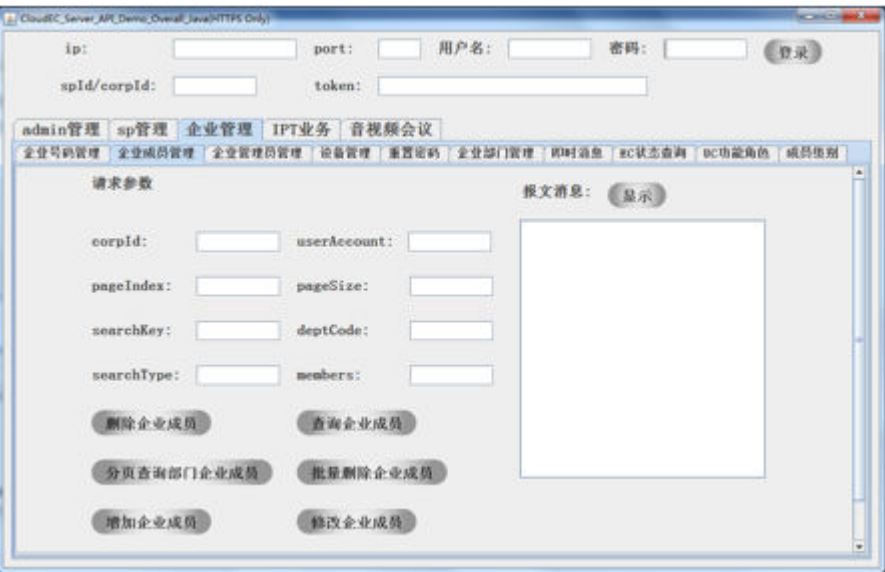 CloudEC_Server_API_Demo_Overall_Java(HTTPS Only)
ip: port: 用户名: 密码: 登录
spId/corpId: token:
admin管理 sp管理 企业管理 IPT业务 音视频会议
企业号码管理 企业成员管理 企业管理员管理 设备管理 重置密码 企业部门管理 即时消息 EC状态查询 UC功能角色 成员级别
请求参数 报文消息: 显示
corpId: userAccount:
pageIndex: pageSize:
searchKey: deptCode:
searchType: members:
删除企业成员 查询企业成员
分页查询部门企业成员 批量删除企业成员
增加企业成员 修改企业成员